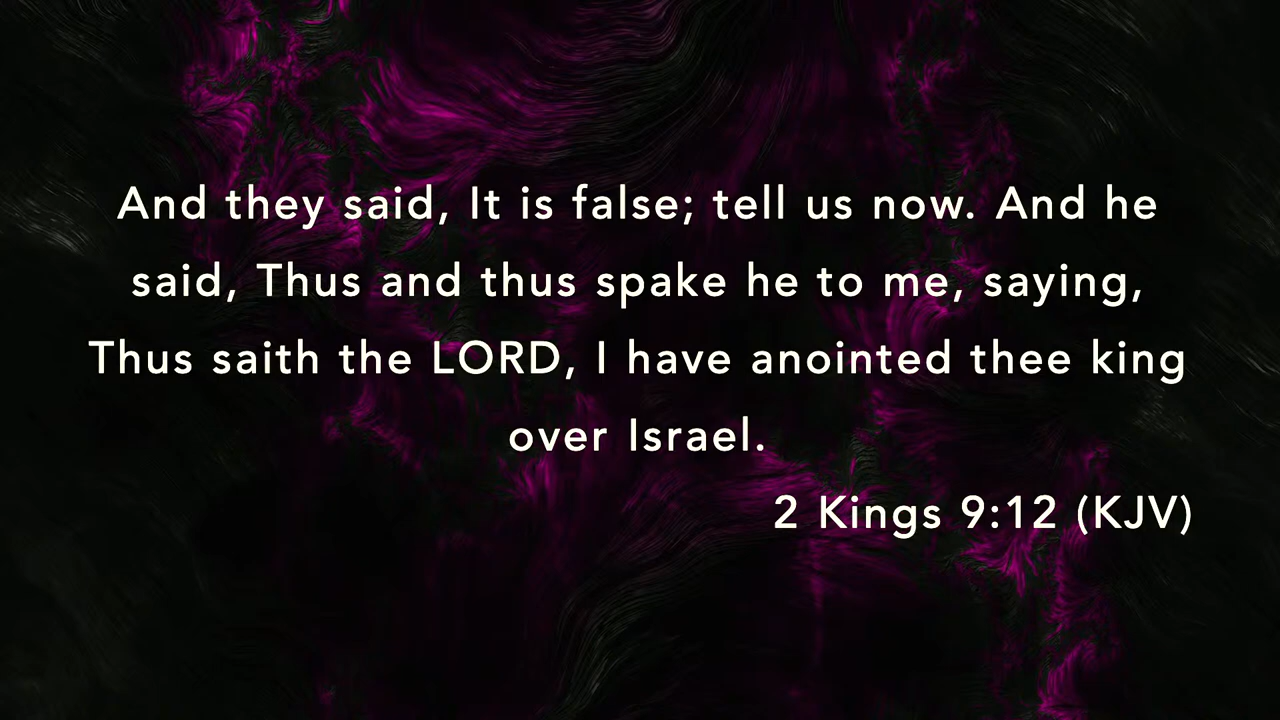 And they said, It is false; tell us now. And he
said, Thus and thus spake he to me, saying,
Thus saith the LORD, I have anointed thee king
over Israel.
2 Kings 9:12 (KJV)